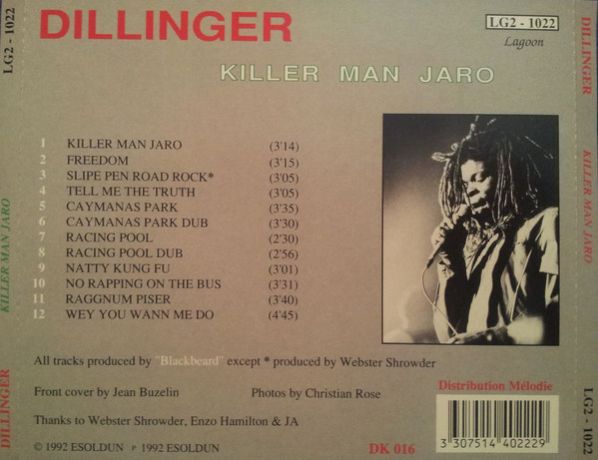 DILLINGER
LG2 - 1022
Lagoon
KILLER MAN JARO
1 KILLER MAN JARO (3'14)
2 FREEDOM (3'15)
3 SLIPE PEN ROAD ROCK* (3'05)
4 TELL ME THE TRUTH (3'05)
5 CAYMANAS PARK (3'35)
6 CAYMANAS PARK DUB (3'30)
7 RACING POOL (2'30)
8 RACING POOL DUB (2'56)
9 NATTY KUNG FU (3'01)
10 NO RAPPING ON THE BUS (3'31)
11 RAGGNUM PISER (3'40)
12 WEY YOU WANN ME DO (4'45)
All tracks produced by "Blackbeard" except * produced by Webster Shrowder
Front cover by Jean Buzelin Photos by Christian Rose
Thanks to Webster Shrowder, Enzo Hamilton & JA
© 1992 ESOLDUN P 1992 ESOLDUN
DK 016
Distribution Mélodie
3 307514 402229
LG2 - 1022
KILLER MAN JARO
DILLINGER
DILLINGER
KILLER MAN JARO
LG2 - 1022